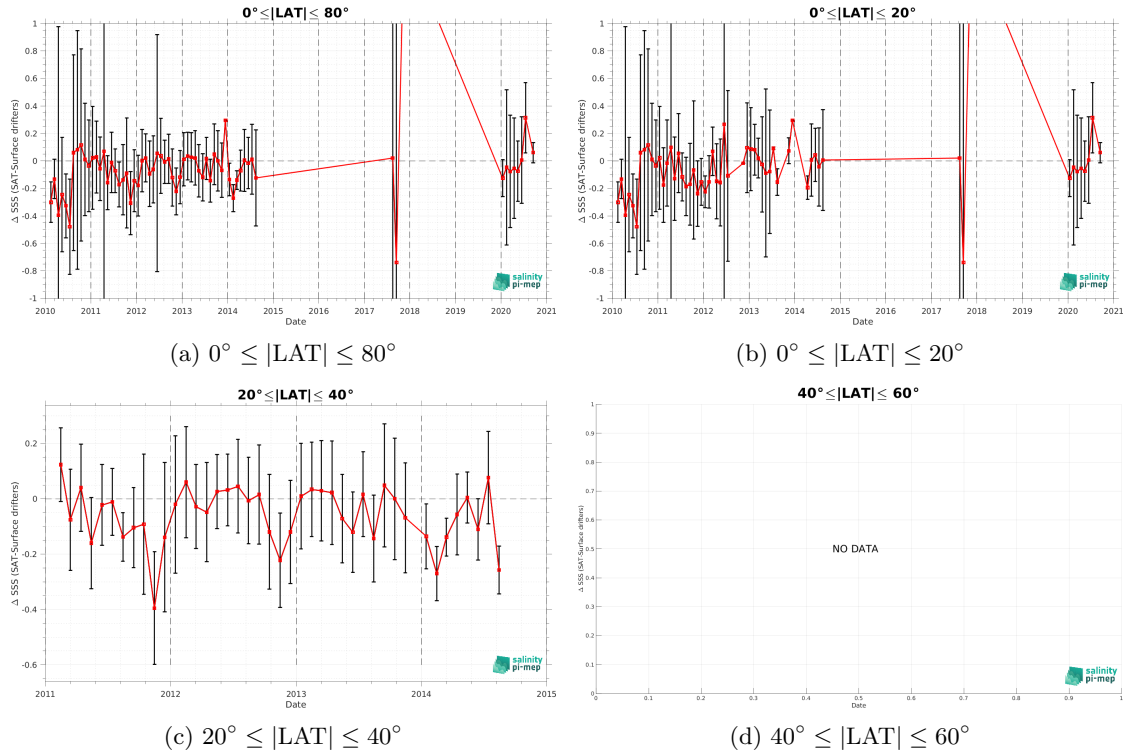 0°≤|LAT|≤ 80°
Δ SSS (SAT-Surface drifters)
1
0.8
0.6
0.4
0.2
0
-0.2
-0.4
-0.6
-0.8
-1
2010 2011 2012 2013 2014 2015 2016 2017 2018 2019 2020 2021
Date
salinity
pi-mep
(a) 0° ≤ |LAT| ≤ 80°
0°≤|LAT|≤ 20°
Δ SSS (SAT-Surface drifters)
1
0.8
0.6
0.4
0.2
0
-0.2
-0.4
-0.6
-0.8
-1
2010 2011 2012 2013 2014 2015 2016 2017 2018 2019 2020 2021
Date
salinity
pi-mep
(b) 0° ≤ |LAT| ≤ 20°
20°≤|LAT|≤ 40°
Δ SSS (SAT-Surface drifters)
0.2
0
-0.2
-0.4
-0.6
2011 2012 2013 2014 2015
Date
salinity
pi-mep
(c) 20° ≤ |LAT| ≤ 40°
40°≤|LAT|≤ 60°
Δ SSS (SAT-Surface drifters)
1
0.9
0.8
0.7
0.6
0.5
0.4
0.3
0.2
0.1
0
NO DATA
0 0.1 0.2 0.3 0.4 0.5 0.6 0.7 0.8 0.9 1
Date
salinity
pi-mep
(d) 40° ≤ |LAT| ≤ 60°